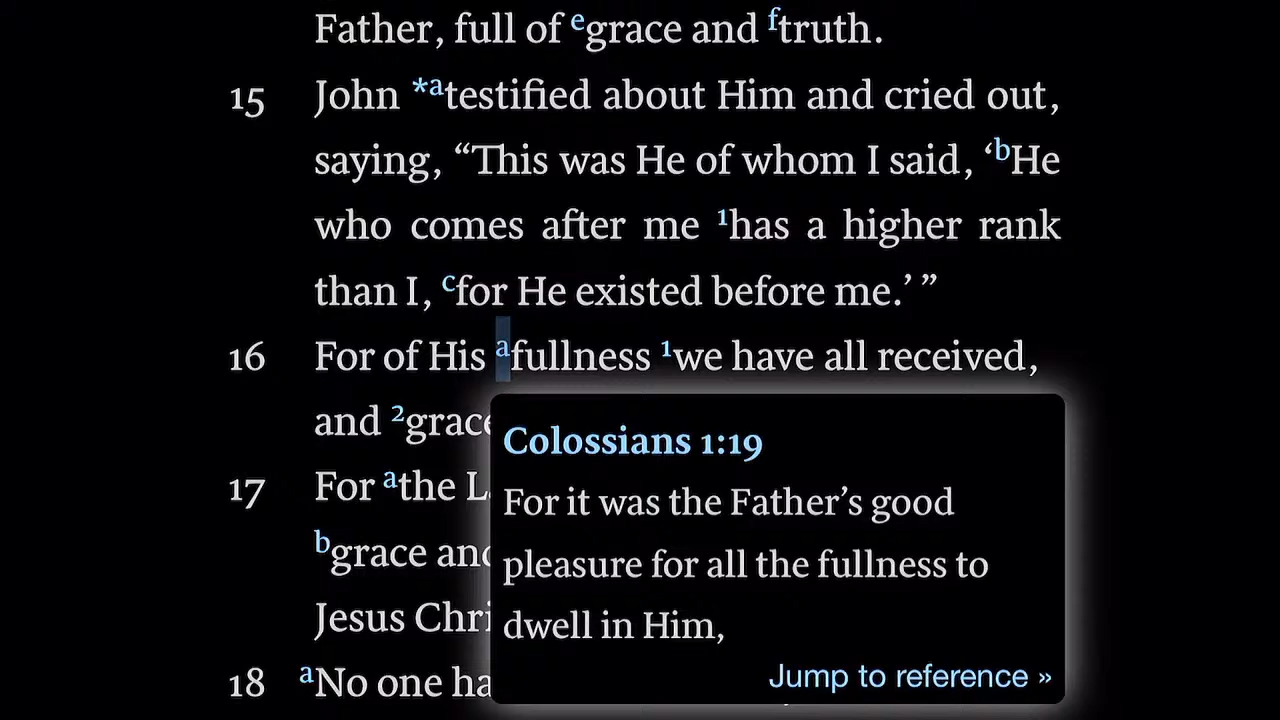 Father, full of ᵉgrace and ᶠtruth.
15 John *ᵃtestified about Him and cried out,
saying, “This was He of whom I said, ‘ᵇHe
who comes after me ¹has a higher rank
than I, ᶜfor He existed before me.’ ”
16 For of His ᵃfullness ¹we have all received,
and ²grace
17 For ᵃthe L
ᵇgrace and
Jesus Chri
18 ᵃNo one ha
Colossians 1:19
For it was the Father’s good
pleasure for all the fullness to
dwell in Him,
Jump to reference »